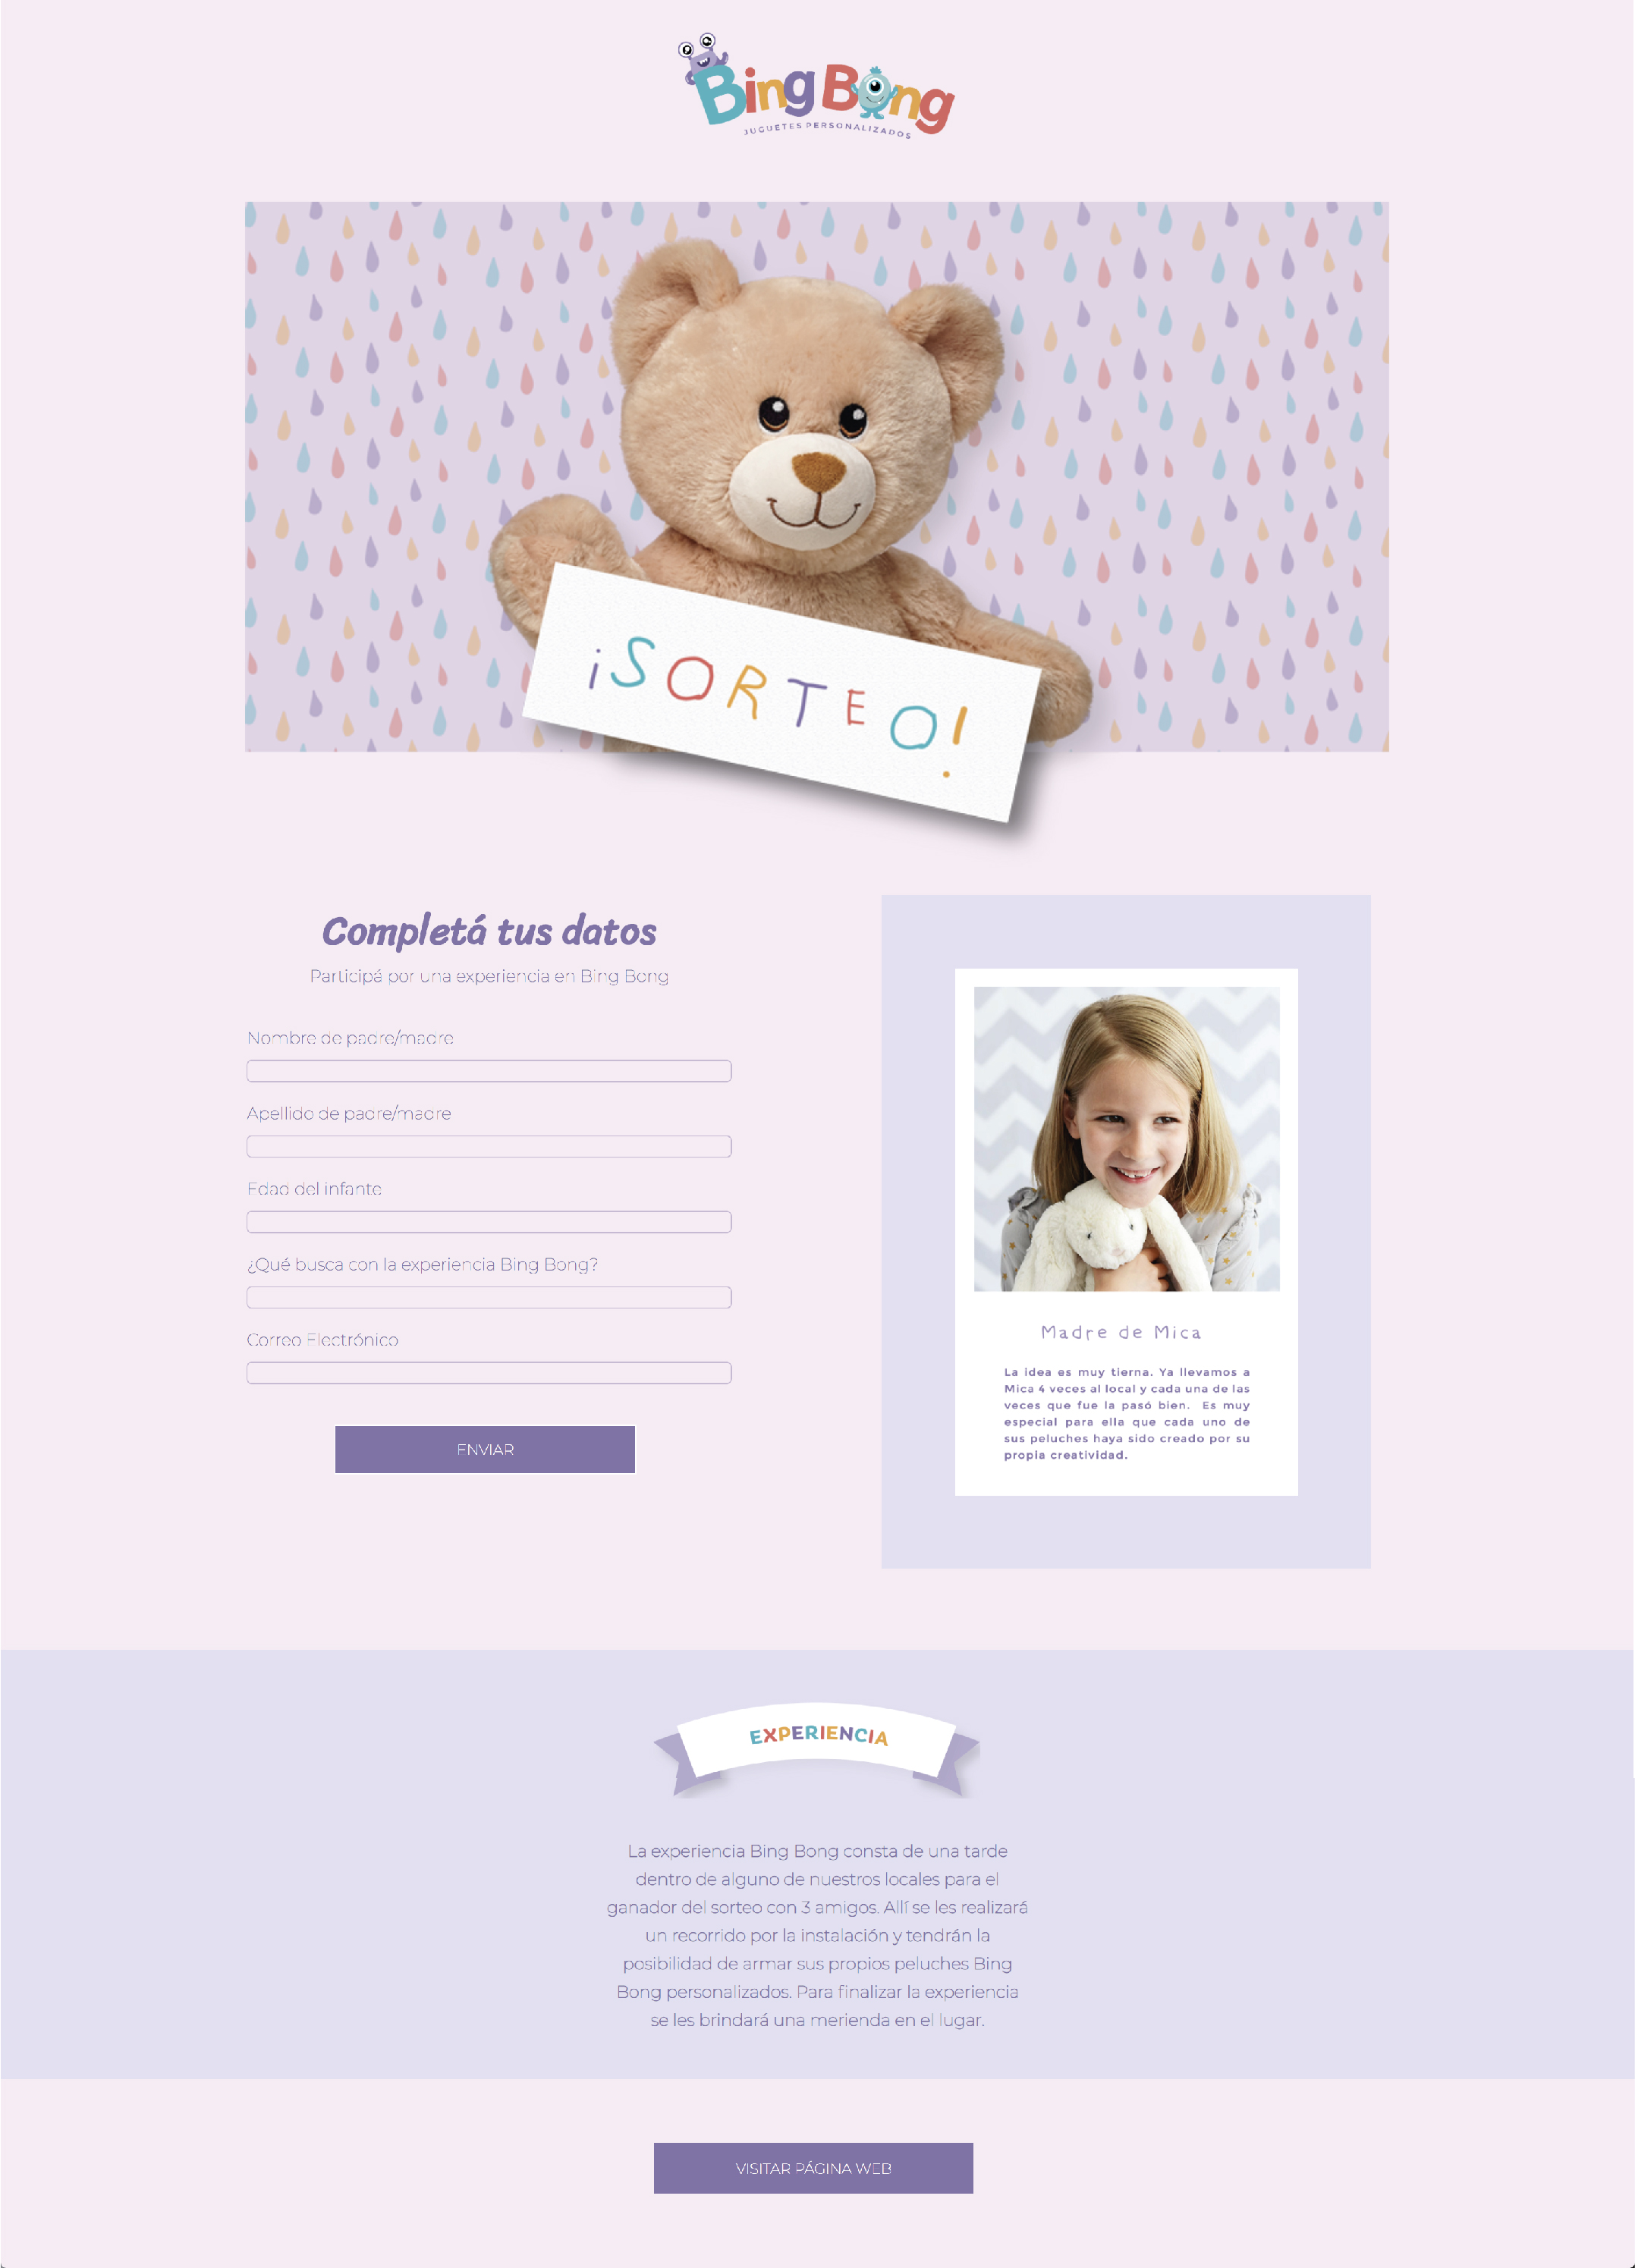 Bing Bong
JUGUETES PERSONALIZADOS
¡SORTEO!
Completá tus datos
Participá por una experiencia en Bing Bong
Nombre de padre/madre
Apellido de padre/madre
Edad del infante
¿Qué busca con la experiencia Bing Bong?
Correo Electrónico
ENVIAR
Madre de Mica
La idea es muy tierna. Ya llevamos a
Mica 4 veces al local y cada una de las
veces que fue la pasó bien. Es muy
especial para ella que cada uno de
sus peluches haya sido creado por su
propia creatividad.
EXPERIENCIA
La experiencia Bing Bong consta de una tarde
dentro de alguno de nuestros locales para el
ganador del sorteo con 3 amigos. Allí se les realizará
un recorrido por la instalación y tendrán la
posibilidad de armar sus propios peluches Bing
Bong personalizados. Para finalizar la experiencia
se les brindará una merienda en el lugar.
VISITAR PÁGINA WEB